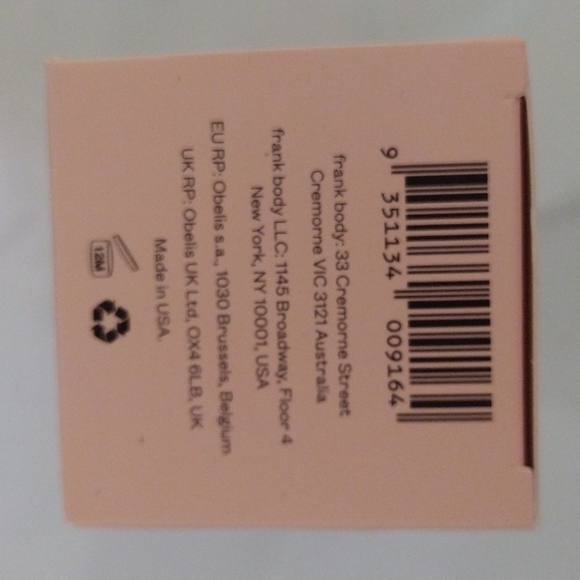 9 351134 009164
frank body: 33 Cremorne Street
Cremorne VIC 3121 Australia
frank body LLC: 1145 Broadway, Floor 4
New York, NY 10001, USA
EU RP: Obelis s.a., 1030 Brussels, Belgium
UK RP: Obelis UK Ltd, OX4 6LB, UK
Made in USA.
12M